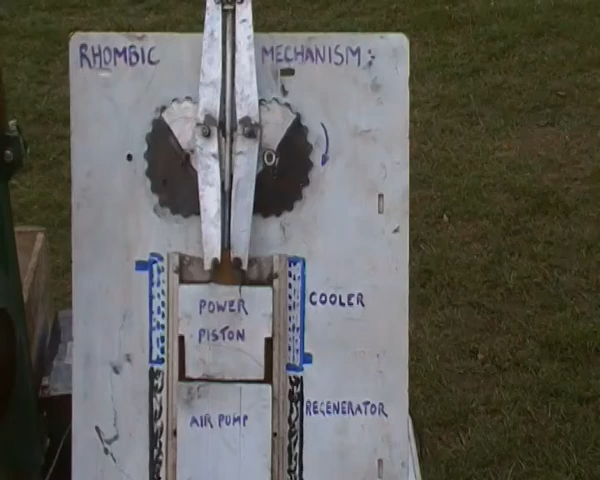 RHOMBIC MECHANISM:
COOLER
POWER
PISTON
REGENERATOR
AIR PUMP